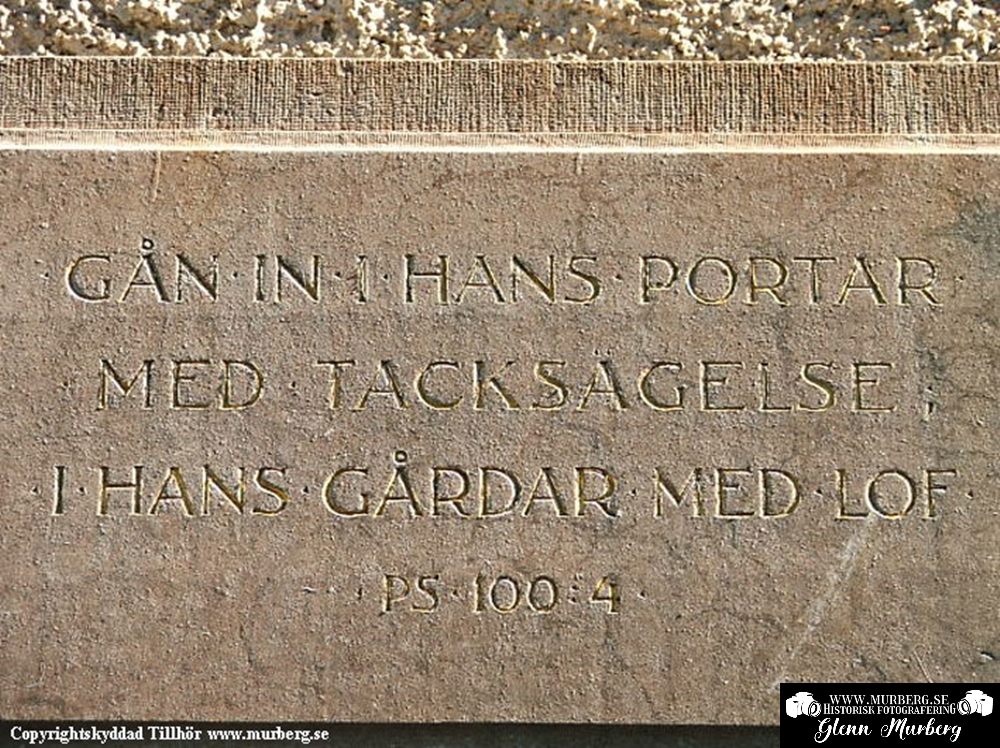 GÅN·IN·I·HANS·PORTAR·
MED·TACKSÄGELSE,
·I·HANS·GÅRDAR·MED·LOF·
·PS·100:4·
Copyrightskyddad Tillhör www.murberg.se
WWW.MURBERG.SE
HISTORISK FOTOGRAFERING
Glenn Murberg